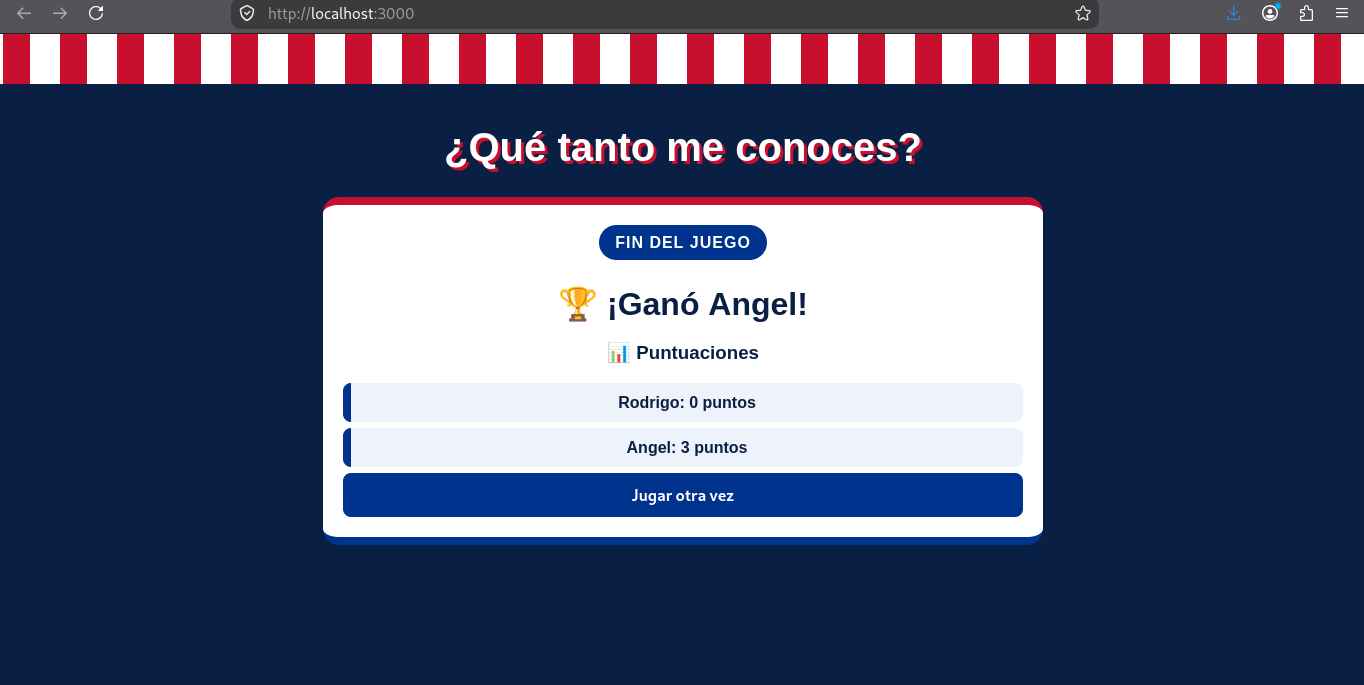 http://localhost:3000
¿Qué tanto me conoces?
FIN DEL JUEGO
🏆 ¡Ganó Angel!
📊 Puntuaciones
Rodrigo: 0 puntos
Angel: 3 puntos
Jugar otra vez